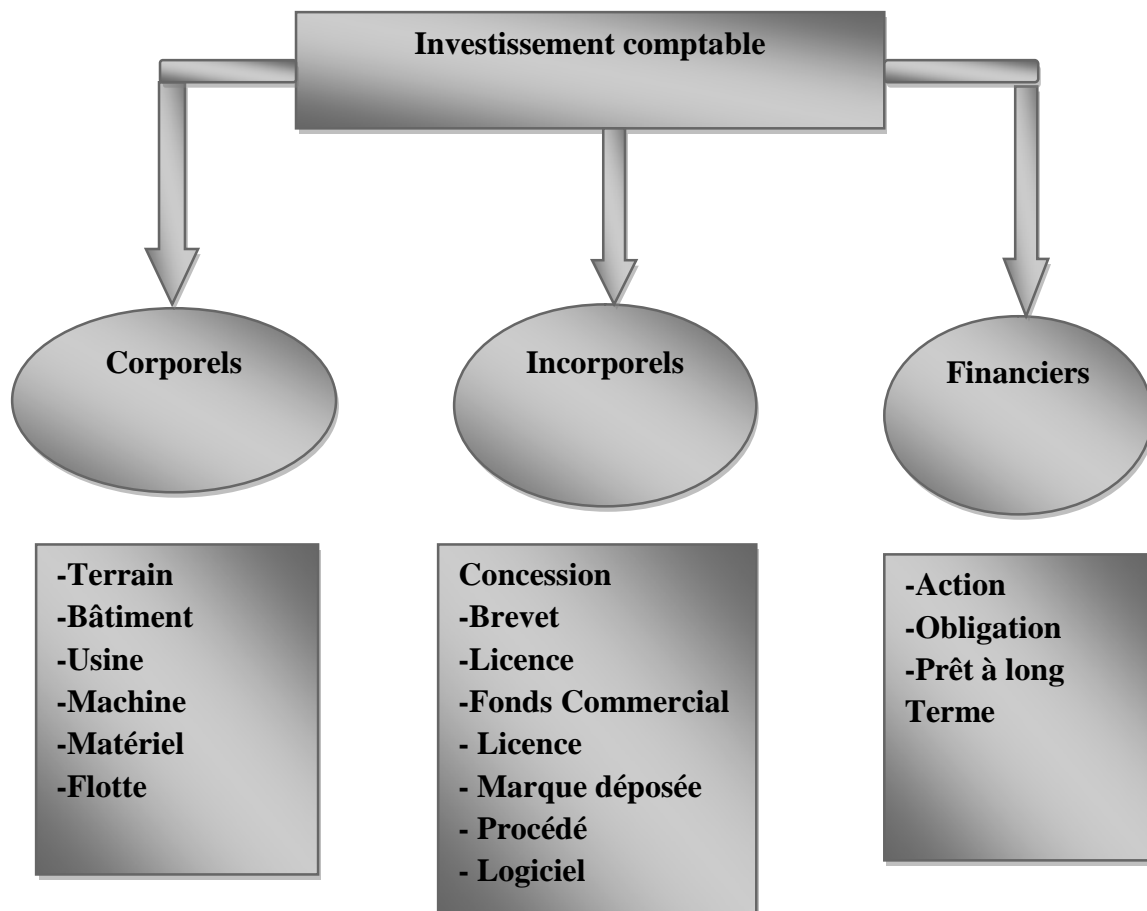 Investissement comptable
Corporels
Incorporels
Financiers
-Terrain
-Bâtiment
-Usine
-Machine
-Matériel
-Flotte
Concession
-Brevet
-Licence
-Fonds Commercial
- Licence
- Marque déposée
- Procédé
- Logiciel
-Action
-Obligation
-Prêt à long
Terme